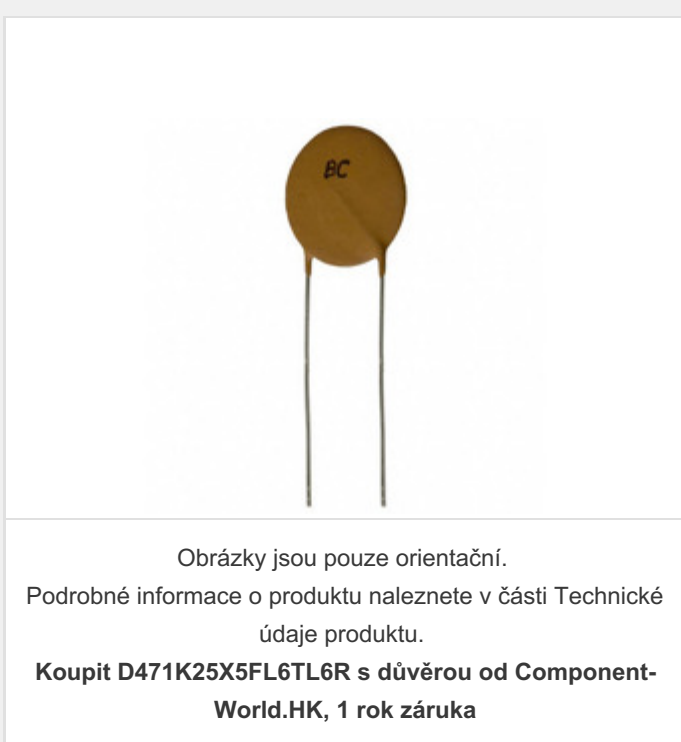 BC
Obrázky jsou pouze orientační.
Podrobné informace o produktu naleznete v části Technické
údaje produktu.
Koupit D471K25X5FL6TL6R s důvěrou od Component-
World.HK, 1 rok záruka